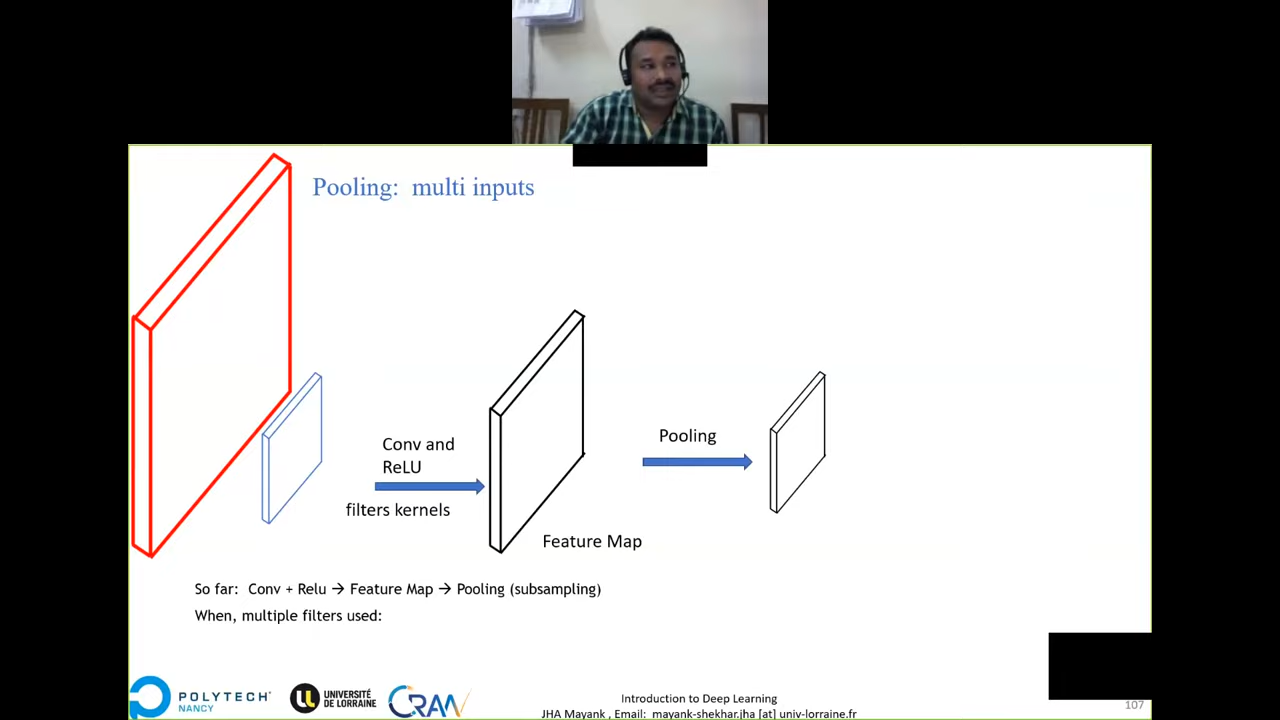 Pooling: multi inputs
Conv and
ReLU
filters kernels
Pooling
Feature Map
So far: Conv + Relu → Feature Map → Pooling (subsampling)
When, multiple filters used:
POLYTECH
NANCY
UNIVERSITÉ
DE LORRAINE
CRAN
Introduction to Deep Learning
JHA Mayank , Email: mayank-shekhar.jha [at] univ-lorraine.fr
107